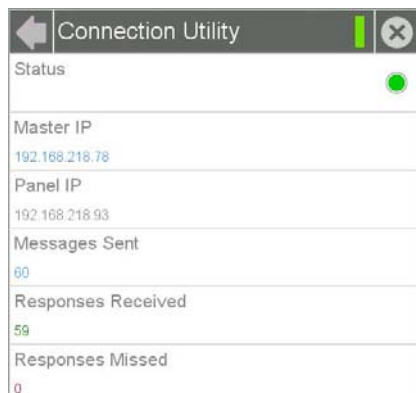 Connection Utility
Status
Master IP
192.168.218.78
Panel IP
192.168.218.93
Messages Sent
60
Responses Received
59
Responses Missed
0